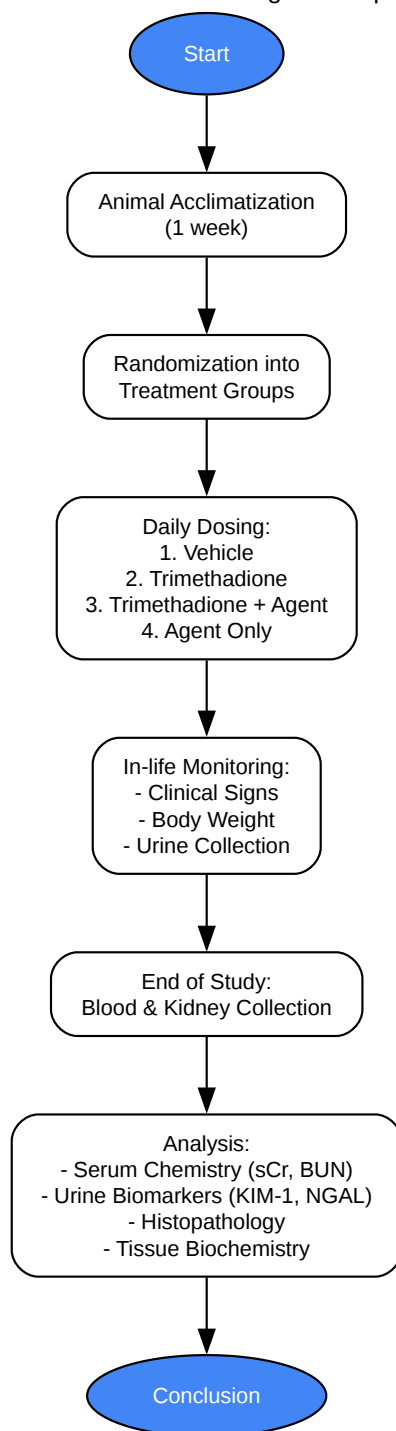 Start
Animal Acclimatization
(1 week)
Randomization into
Treatment Groups
Daily Dosing:
1. Vehicle
2. Trimethadione
3. Trimethadione + Agent
4. Agent Only
In-life Monitoring:
- Clinical Signs
- Body Weight
- Urine Collection
End of Study:
Blood & Kidney Collection
Analysis:
- Serum Chemistry (sCr, BUN)
- Urine Biomarkers (KIM-1, NGAL)
- Histopathology
- Tissue Biochemistry
Conclusion